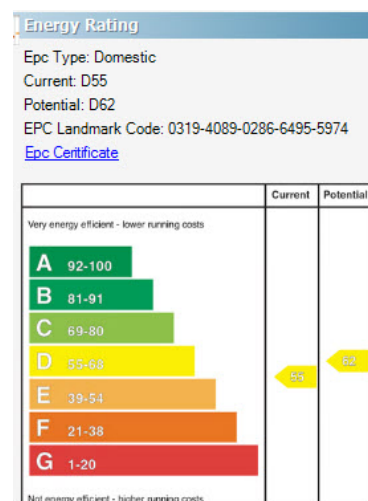 Energy Rating
Epc Type: Domestic
Current: D55
Potential: D62
EPC Landmark Code: 0319-4089-0286-6495-5974
Epc Ceritificate
Current Potential
Very energy efficient - lower running costs
A 92-100
B 81-91
C 69-80
D 55-68
E 39-54
F 21-38
G 1-20
55
62
Not energy efficient - higher running costs